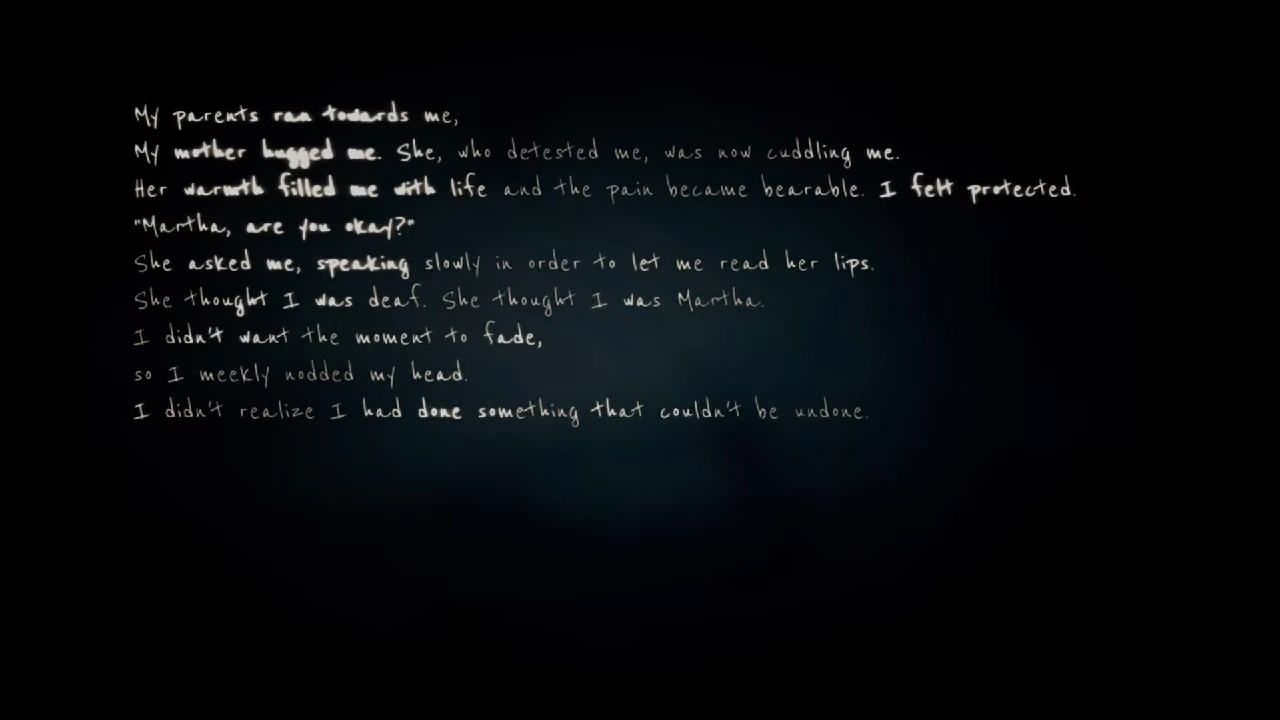 My parents ran towards me,
My mother hugged me. She, who detested me, was now cuddling me.
Her warmth filled me with life and the pain became bearable. I felt protected.
"Martha, are you okay?"
She asked me, speaking slowly in order to let me read her lips.
She thought I was deaf. She thought I was Martha.
I didn't want the moment to fade,
so I meekly nodded my head.
I didn't realize I had done something that couldn't be undone.